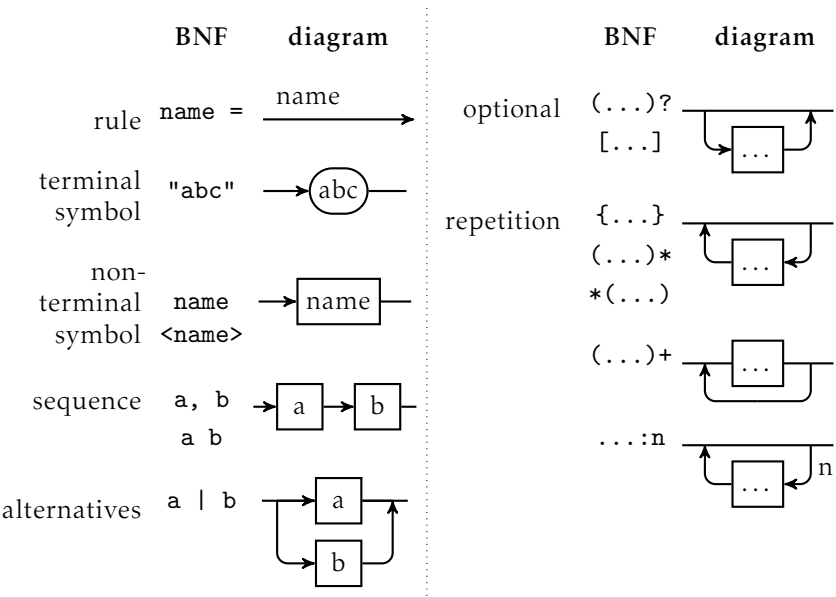 BNF diagram
rule name = name
terminal
symbol "abc" abc
non-
terminal name name
symbol <name>
sequence a, b a b
a b
alternatives a | b a
b
BNF diagram
optional (...)?
[...] ...
repetition {...}
(...)* ...
*(...)
(...)+ ...
...:n n
...